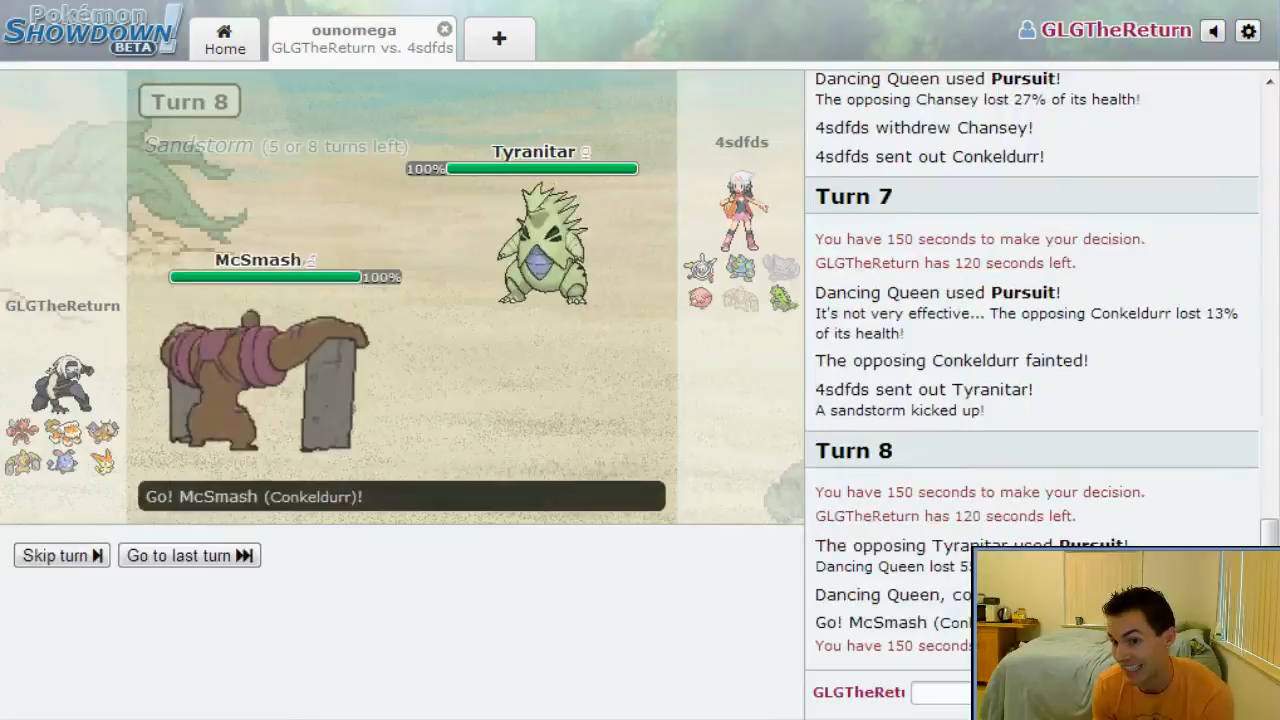 Pokémon
SHOWDOWN!
BETA
Home
ounomega
GLGTheReturn vs. 4sdfds
+
GLGTheReturn
Turn 8
Sandstorm (5 or 8 turns left)
Tyranitar
100%
McSmash
100%
GLGTheReturn
4sdfds
Go! McSmash (Conkeldurr)!
Skip turn
Go to last turn
Dancing Queen used Pursuit!
The opposing Chansey lost 27% of its health!
4sdfds withdrew Chansey!
4sdfds sent out Conkeldurr!
Turn 7
You have 150 seconds to make your decision.
GLGTheReturn has 120 seconds left.
Dancing Queen used Pursuit!
It's not very effective... The opposing Conkeldurr lost 13%
of its health!
The opposing Conkeldurr fainted!
4sdfds sent out Tyranitar!
A sandstorm kicked up!
Turn 8
You have 150 seconds to make your decision.
GLGTheReturn has 120 seconds left.
The opposing Tyranitar used Pursuit!
Dancing Queen lost 5
Dancing Queen, co
Go! McSmash (Con
You have 150 seconds
GLGTheRetu